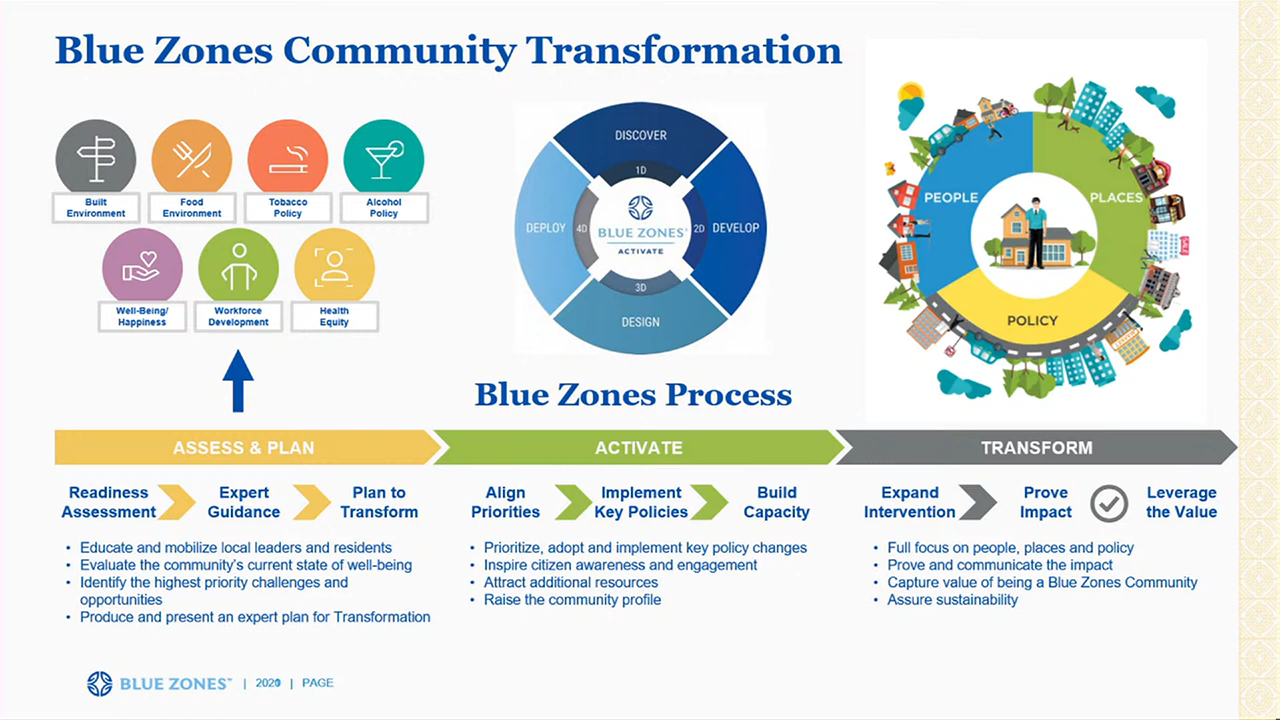 Blue Zones Community Transformation
Built
Environment
Food
Environment
Tobacco
Policy
Alcohol
Policy
Well-Being/
Happiness
Workforce
Development
Health
Equity
DISCOVER
1D
DEPLOY
4D
BLUE ZONES
ACTIVATE
2D
DEVELOP
3D
DESIGN
PEOPLE
PLACES
POLICY
SALE
Blue Zones Process
ASSESS & PLAN
ACTIVATE
TRANSFORM
Readiness
Assessment
Expert
Guidance
Plan to
Transform
Align
Priorities
Implement
Key Policies
Build
Capacity
Expand
Intervention
Prove
Impact
Leverage
the Value
• Educate and mobilize local leaders and residents
• Evaluate the community's current state of well-being
• Identify the highest priority challenges and
opportunities
• Produce and present an expert plan for Transformation
• Prioritize, adopt and implement key policy changes
• Inspire citizen awareness and engagement
• Attract additional resources
• Raise the community profile
• Full focus on people, places and policy
• Prove and communicate the impact
• Capture value of being a Blue Zones Community
• Assure sustainability
BLUE ZONES™ | | PAGE